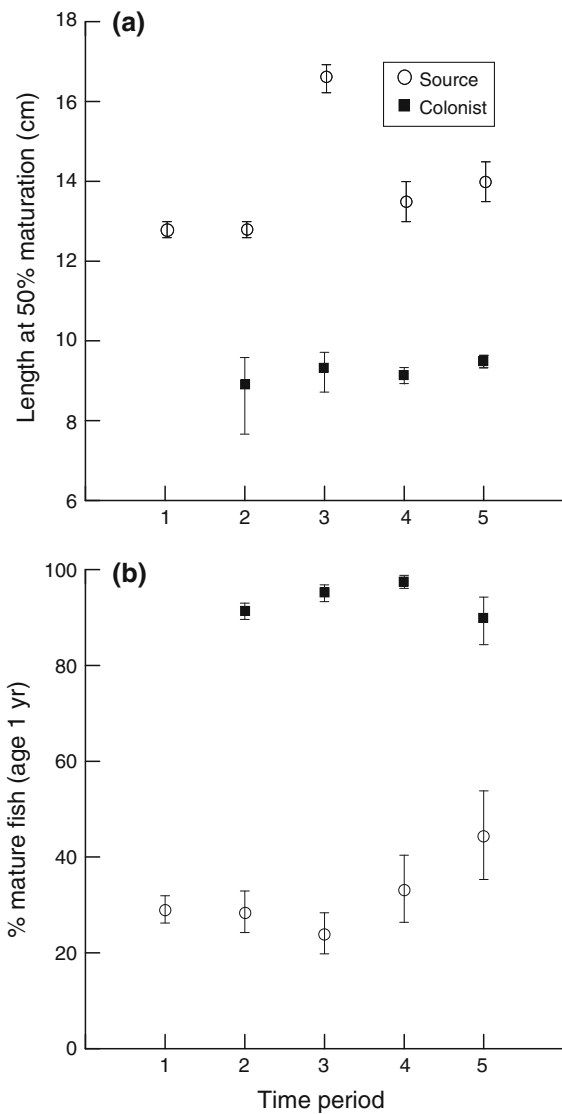 (a)
Length at 50% maturation (cm)
18
16
14
12
10
8
6
Source
Colonist
1 2 3 4 5
(b)
% mature fish (age 1 yr)
100
80
60
40
20
0
1 2 3 4 5
Time period